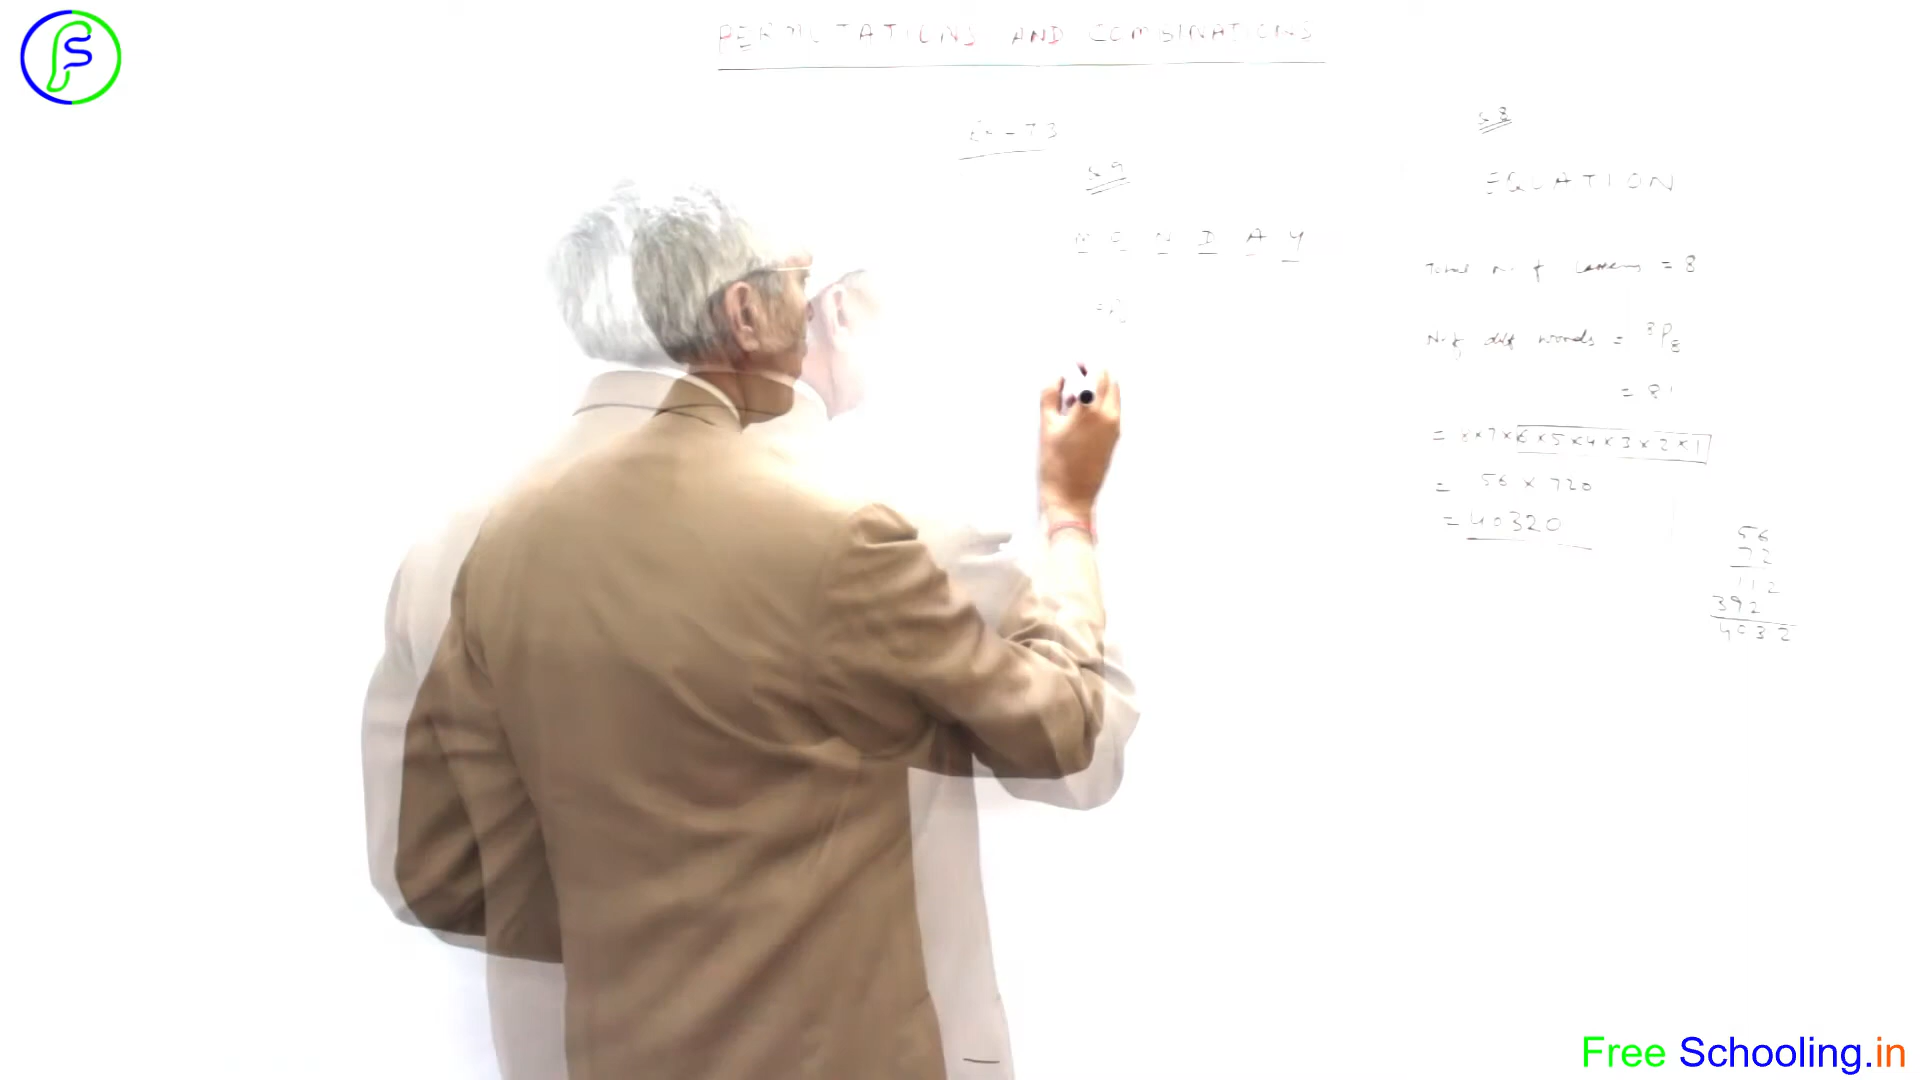 PERMUTATIONS AND COMBINATIONS
Ex - 7.3
Q.9
M O N D A Y
= 6
Q.8
EQUATION
Total No. of letters = 8
No. of diff words = ⁸P₈
= 8!
= 8×7×6×5×4×3×2×1
= 56 × 720
= 40320
56
72
112
392
4032
Free Schooling.in